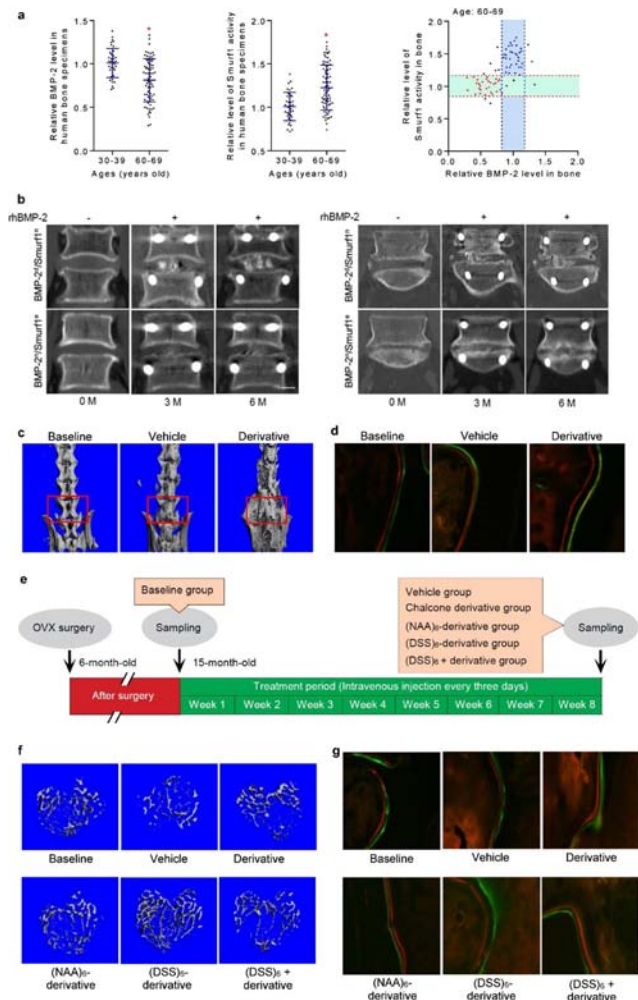 a
Relative BMP-2 level in
human bone specimens
1.5
1.0
0.5
0.0
30-39
60-69
Ages (years old)
Relative level of Smurf1 activity
in human bone specimens
2.0
1.5
1.0
0.5
0.0
30-39
60-69
Ages (years old)
Age: 60-69
Relative level of
Smurf1 activity in bone
2.0
1.5
1.0
0.5
0.0
0.0
0.5
1.0
1.5
2.0
Relative BMP-2 level in bone
b
rhBMP-2
-
+
+
-
+
+
0 M
3 M
6 M
0 M
3 M
6 M
c
Baseline
Vehicle
Derivative
d
Baseline
Vehicle
Derivative
e
OVX surgery
Baseline group
Sampling
Vehicle group
Chalcone derivative group
(NAA)6-derivative group
(DSS)6-derivative group
(DSS)6 + derivative group
Sampling
6-month-old
15-month-old
After surgery
Treatment period (Intravenous injection every three days)
Week 1
Week 2
Week 3
Week 4
Week 5
Week 6
Week 7
Week 8
f
Baseline
Vehicle
Derivative
(NAA)6-
derivative
(DSS)6-
derivative
(DSS)6 +
derivative
g
Baseline
Vehicle
Derivative
(NAA)6-
derivative
(DSS)6-
derivative
(DSS)6 +
derivative